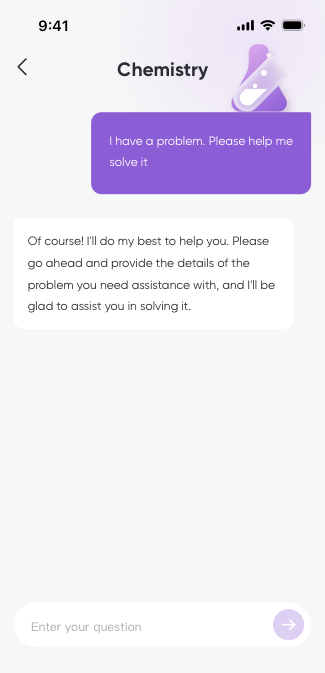 9:41
Chemistry
I have a problem. Please help me
solve it
Of course! I'll do my best to help you. Please
go ahead and provide the details of the
problem you need assistance with, and I'll be
glad to assist you in solving it.
Enter your question